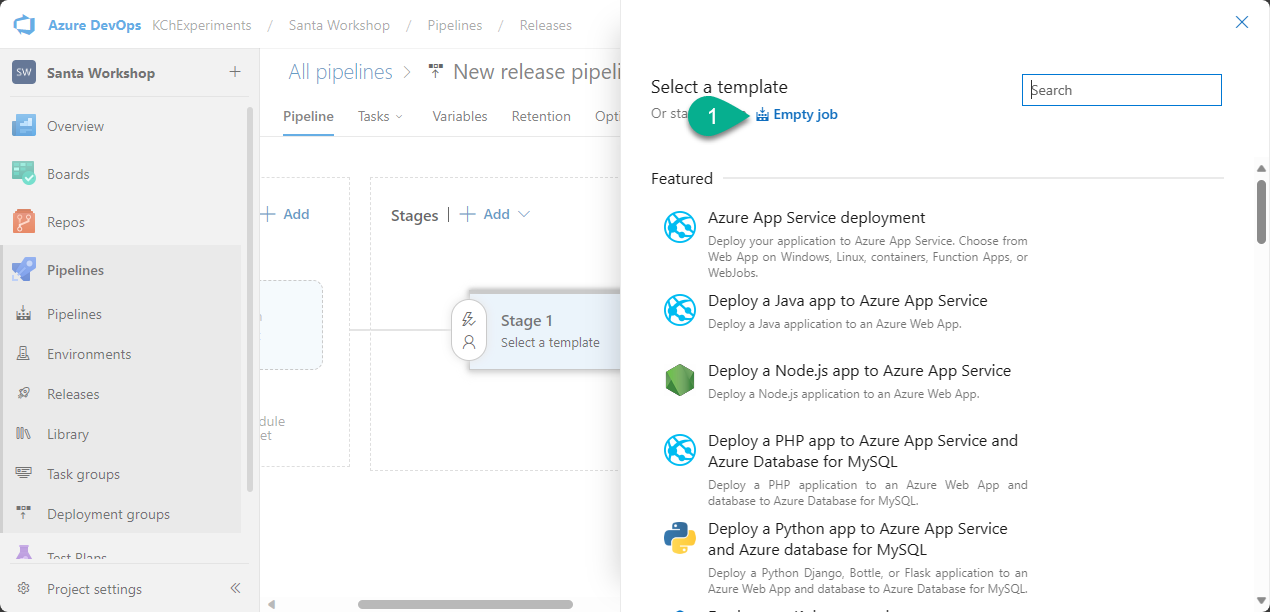 Azure DevOps KChExperiments / Santa Workshop / Pipelines / Releases
SW Santa Workshop
Overview
Boards
Repos
Pipelines
Pipelines
Environments
Releases
Library
Task groups
Deployment groups
Test Plans
Project settings
All pipelines > New release pipeli
Pipeline Tasks Variables Retention Opti
Add
Stages | Add
Stage 1
Select a template
dule
et
Select a template
Search
Or sta
1
Empty job
Featured
Azure App Service deployment
Deploy your application to Azure App Service. Choose from
Web App on Windows, Linux, containers, Function Apps, or
WebJobs.
Deploy a Java app to Azure App Service
Deploy a Java application to an Azure Web App.
Deploy a Node.js app to Azure App Service
Deploy a Node.js application to an Azure Web App.
Deploy a PHP app to Azure App Service and
Azure Database for MySQL
Deploy a PHP application to an Azure Web App and
database to Azure Database for MySQL.
Deploy a Python app to Azure App Service
and Azure database for MySQL
Deploy a Python Django, Bottle, or Flask application to an
Azure Web App and database to Azure Database for MySQL.